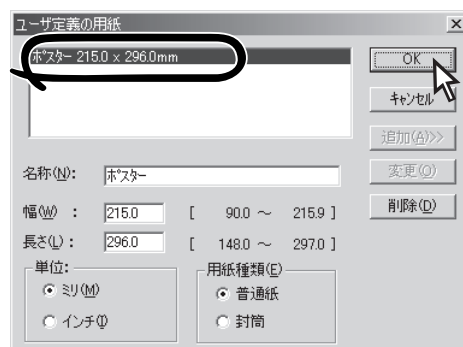 ユーザ定義の用紙
ﾎﾟｽﾀｰ 215.0 x 296.0mm
OK
ｷｬﾝｾﾙ
追加(A)>>
名称(N): ﾎﾟｽﾀｰ
変更(O)
幅(W) : 215.0 [ 90.0 ～ 215.9 ]
削除(D)
長さ(L) : 296.0 [ 148.0 ～ 297.0 ]
単位:
用紙種類(E)
ミリ(M)
普通紙
インチ(I)
封筒